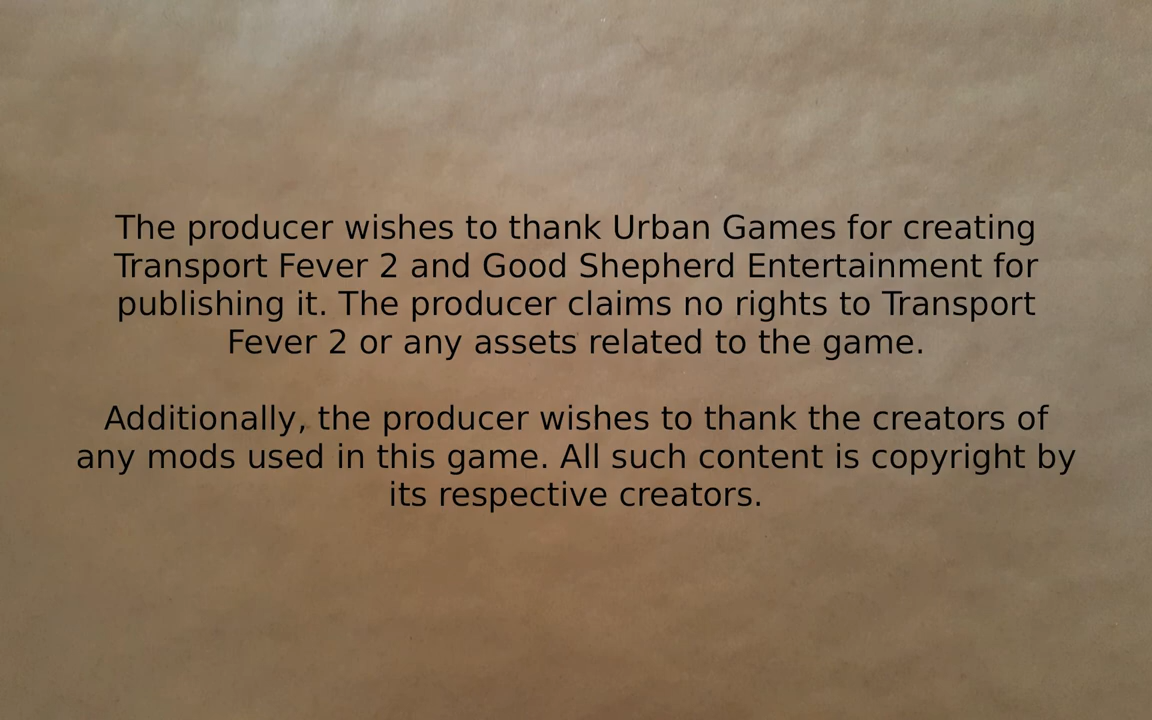 The producer wishes to thank Urban Games for creating
Transport Fever 2 and Good Shepherd Entertainment for
publishing it. The producer claims no rights to Transport
Fever 2 or any assets related to the game.
Additionally, the producer wishes to thank the creators of
any mods used in this game. All such content is copyright by
its respective creators.